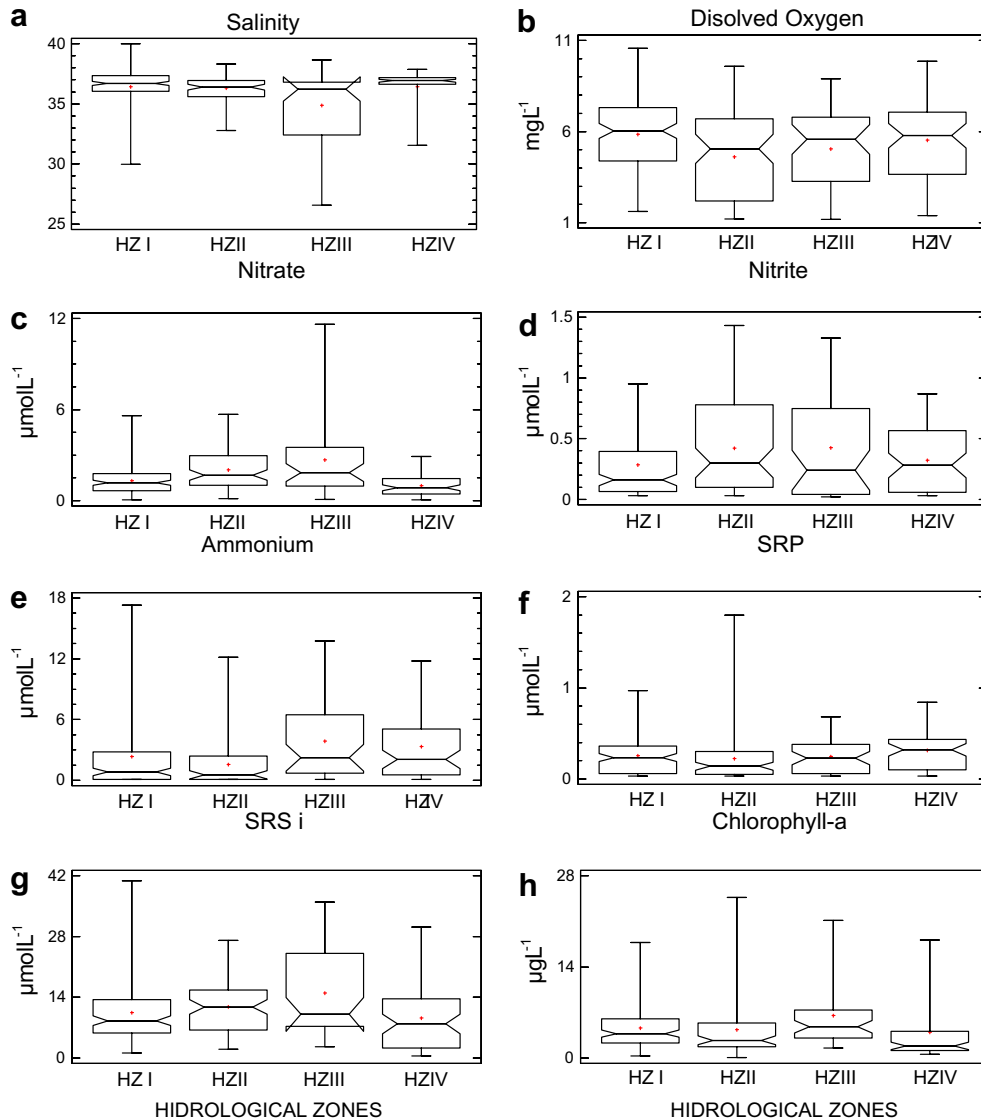 a
Salinity
40
35
30
25
HZ I
HZII
HZIII
HZIV
b
Disolved Oxygen
mgL-1
11
6
1
HZ I
HZII
HZIII
HZIV
c
Nitrate
µmolL-1
12
6
0
HZ I
HZII
HZIII
HZIV
d
Nitrite
µmolL-1
1.5
1
0.5
0
HZ I
HZII
HZIII
HZIV
e
Ammonium
µmolL-1
18
12
6
0
HZ I
HZII
HZIII
HZIV
f
SRP
µmolL-1
2
1
0
HZ I
HZII
HZIII
HZIV
g
SRS i
µmolL-1
42
28
14
0
HZ I
HZII
HZIII
HZIV
HIDROLOGICAL ZONES
h
Chlorophyll-a
µgL-1
28
14
0
HZ I
HZII
HZIII
HZIV
HIDROLOGICAL ZONES